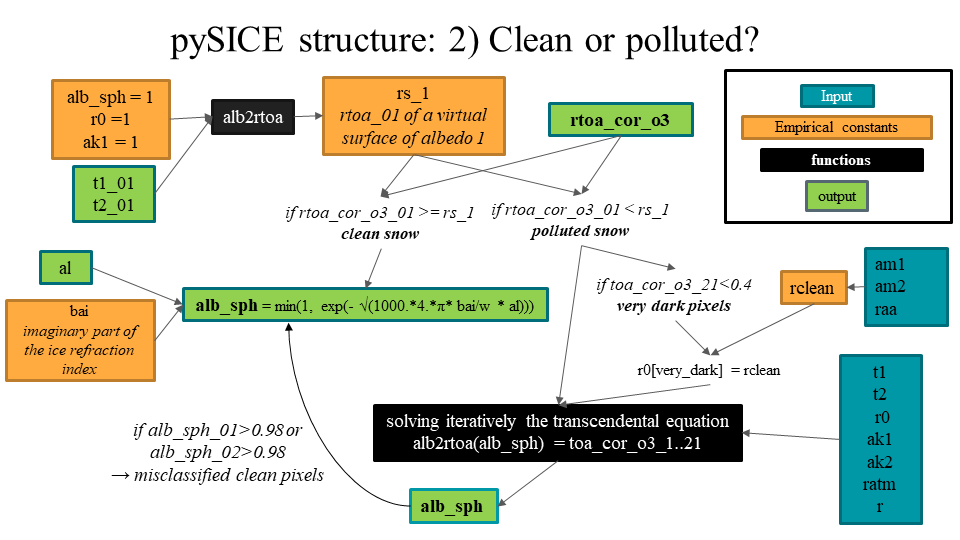 pySICE structure: 2) Clean or polluted?
alb_sph = 1
r0 =1
ak1 = 1
t1_01
t2_01
alb2rtoa
rs_1
rtoa_01 of a virtual
surface of albedo 1
rtoa_cor_o3
Input
Empirical constants
functions
output
if rtoa_cor_o3_01 >= rs_1
clean snow
if rtoa_cor_o3_01 < rs_1
polluted snow
al
bai
imaginary part of
the ice refraction
index
alb_sph = min(1, exp(- √(1000.*4.*π* bai/w * al)))
if toa_cor_o3_21<0.4
very dark pixels
rclean
am1
am2
raa
r0[very_dark] = rclean
solving iteratively the transcendental equation
alb2rtoa(alb_sph) = toa_cor_o3_1..21
t1
t2
r0
ak1
ak2
ratm
r
if alb_sph_01>0.98 or
alb_sph_02>0.98
→ misclassified clean pixels
alb_sph